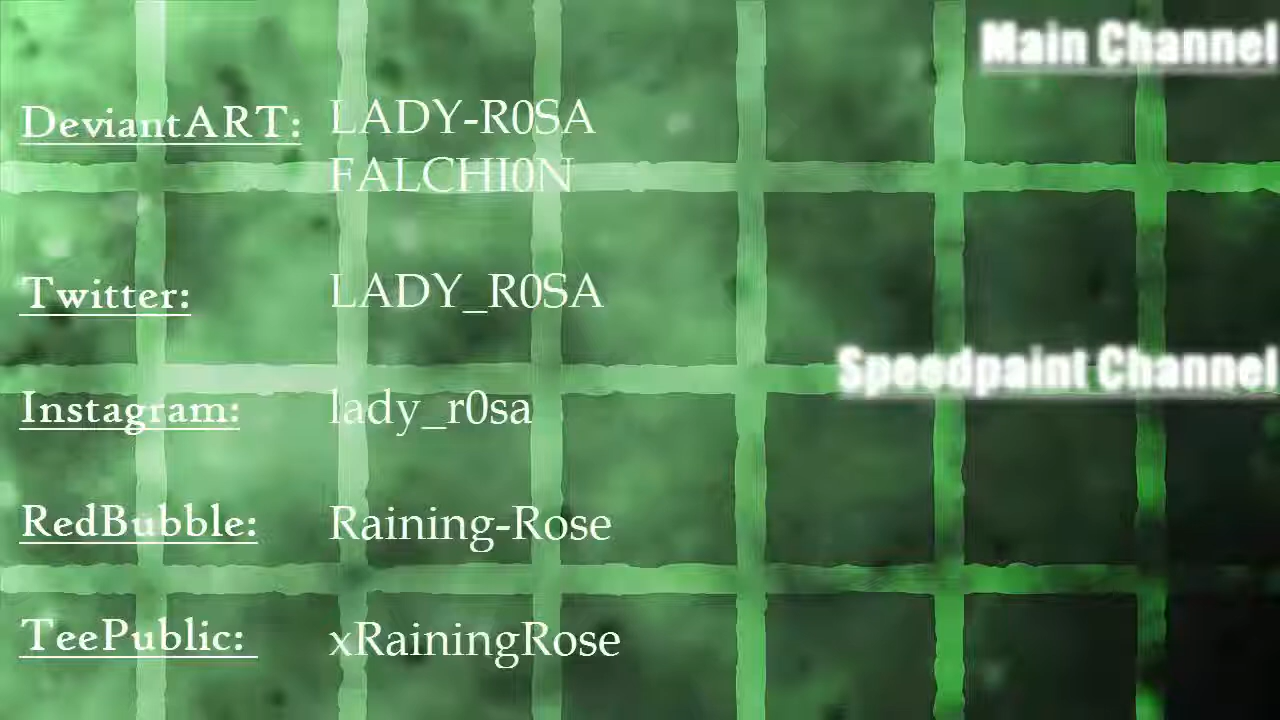 Main Channel
DeviantART: LADY-R0SA
FALCHI0N
Twitter: LADY_R0SA
Speedpaint Channel
Instagram: lady_r0sa
RedBubble: Raining-Rose
TeePublic: xRainingRose